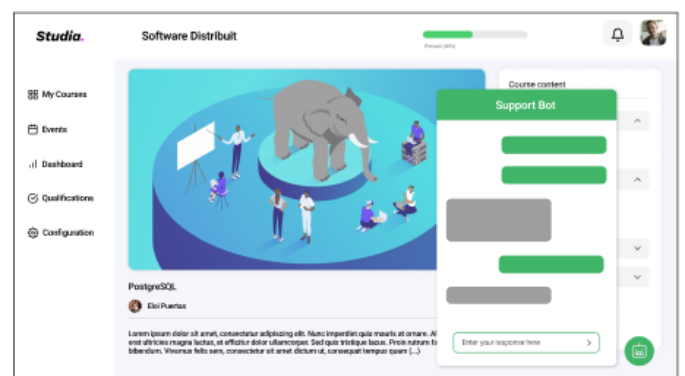 Studia.
Software Distribuit
My Courses
Events
Dashboard
Qualifications
Configuration
Course content
Support Bot
PostgreSQL
Eloi Puertas
Lorem ipsum dolor sit amet, consectetur adipiscing elit. Nunc imperdiet quis mauris at ornare. Al
erat ultricies magna luctus, at efficitur dolor ullamcorper. Sed quis tristique lacus. Proin rutrum fa
bibendum. Vivamus felis sem, consectetur sit amet dictum ut, consequat tempus quam (...)
Enter your response here